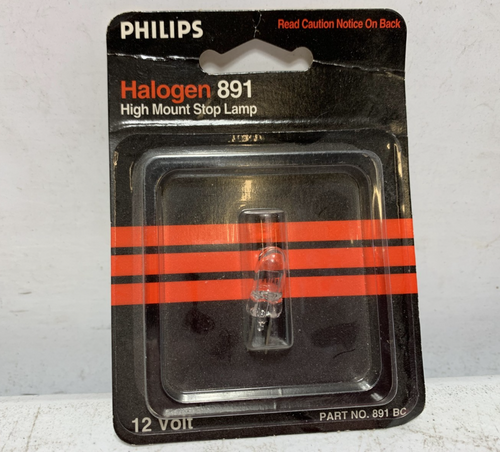 PHILIPS
Read Caution Notice On Back
Halogen 891
High Mount Stop Lamp
12 Volt
PART NO. 891 BC